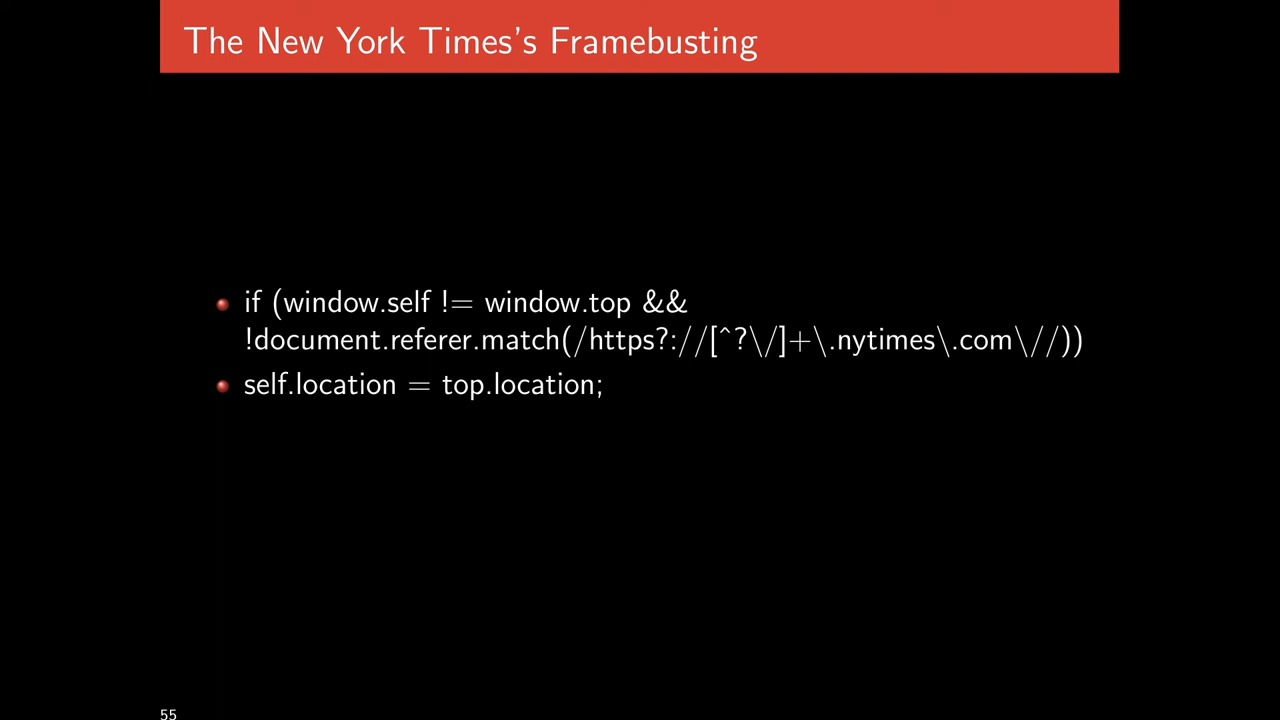 The New York Times's Framebusting
if (window.self != window.top &&
!document.referer.match(/https?://[^?\/]+\.nytimes\.com\//))
self.location = top.location;
55